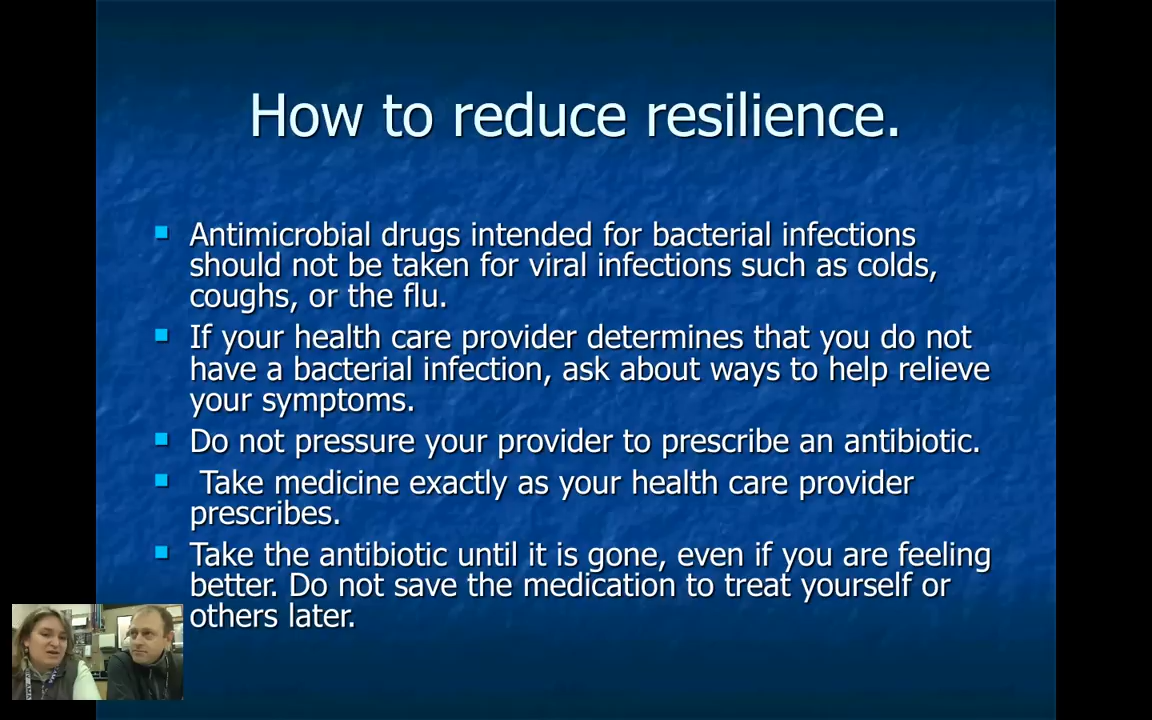 How to reduce resilience.
Antimicrobial drugs intended for bacterial infections
should not be taken for viral infections such as colds,
coughs, or the flu.
If your health care provider determines that you do not
have a bacterial infection, ask about ways to help relieve
your symptoms.
Do not pressure your provider to prescribe an antibiotic.
Take medicine exactly as your health care provider
prescribes.
Take the antibiotic until it is gone, even if you are feeling
better. Do not save the medication to treat yourself or
others later.